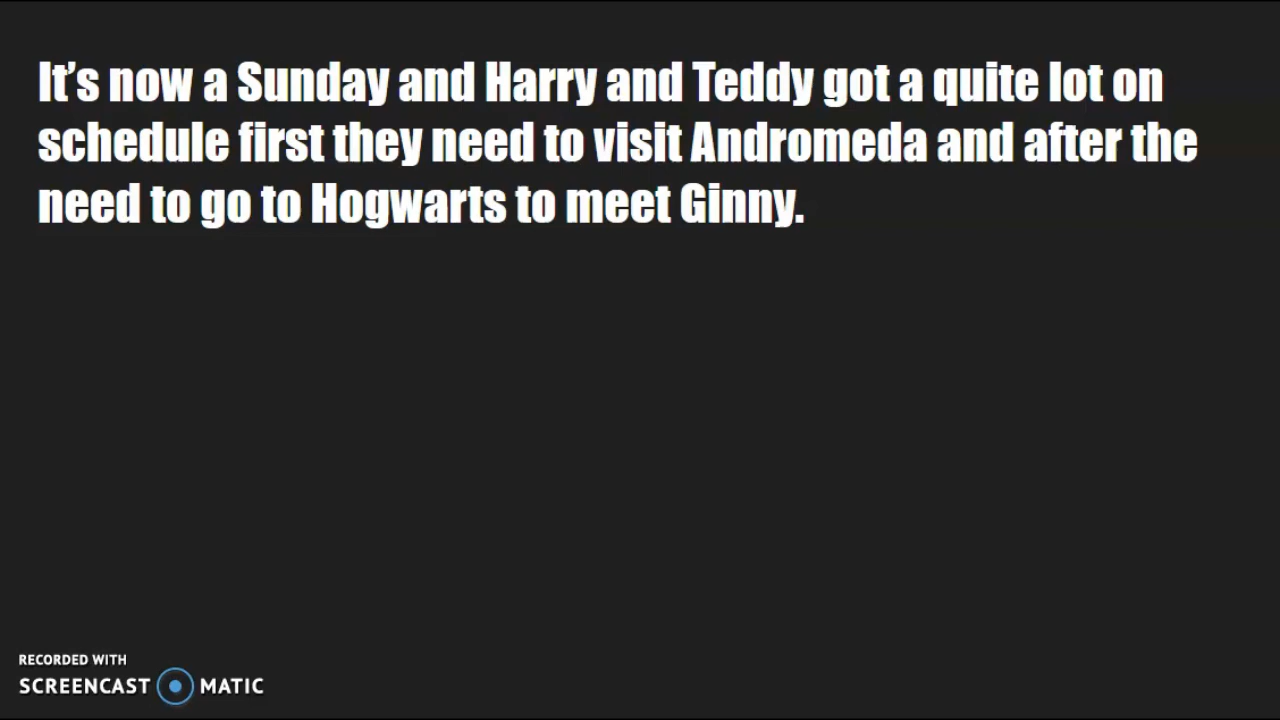 It’s now a Sunday and Harry and Teddy got a quite lot on
schedule first they need to visit Andromeda and after the
need to go to Hogwarts to meet Ginny.
RECORDED WITH
SCREENCAST MATIC